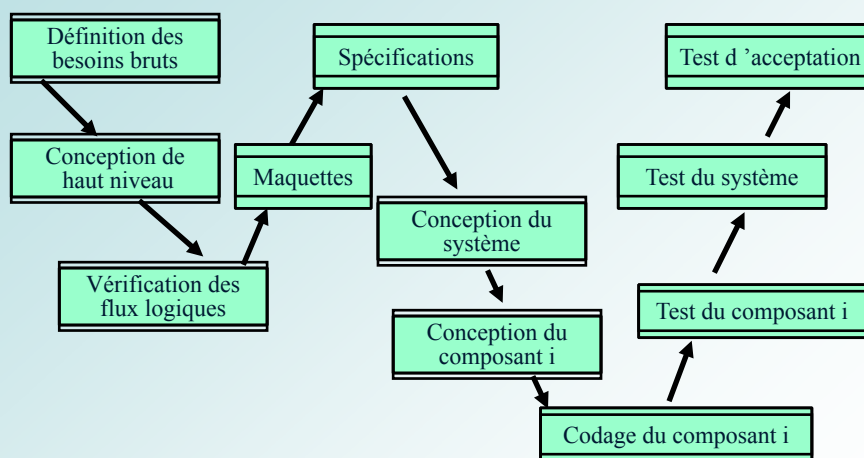 Définition des
besoins bruts
Spécifications
Test d ’acceptation
Conception de
haut niveau
Maquettes
Test du système
Conception du
système
Vérification des
flux logiques
Test du composant i
Conception du
composant i
Codage du composant i